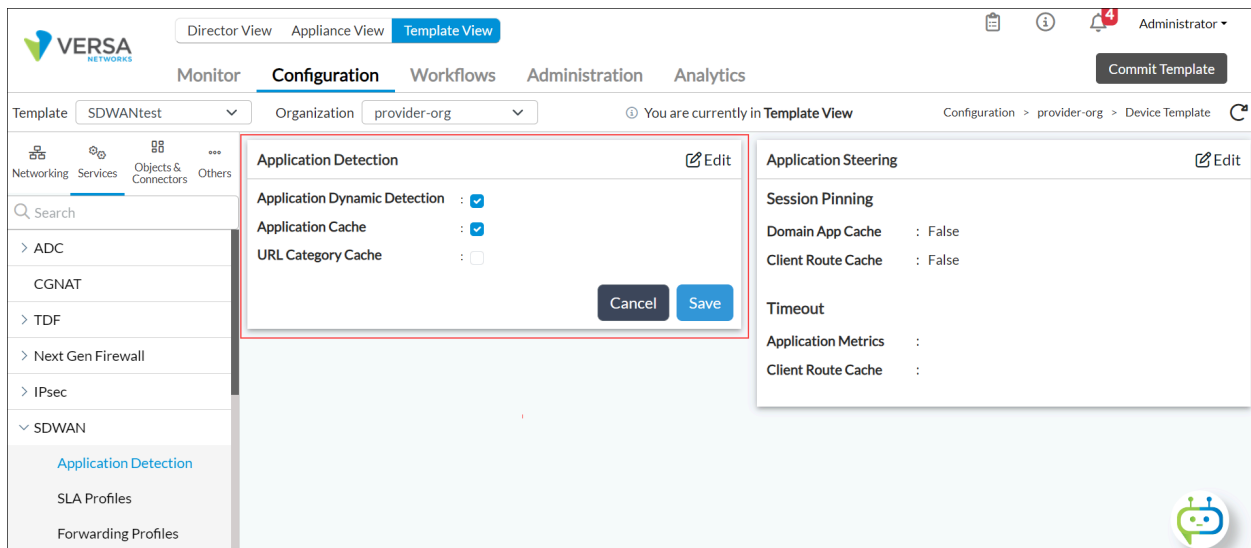 VERSA
NETWORKS
Director View Appliance View Template View
4
Administrator
Monitor Configuration Workflows Administration Analytics
Commit Template
Template SDWANtest Organization provider-org You are currently in Template View Configuration > provider-org > Device Template
Networking Services Objects & Connectors Others
Search
> ADC
CGNAT
> TDF
> Next Gen Firewall
> IPsec
SDWAN
Application Detection
SLA Profiles
Forwarding Profiles
Application Detection Edit
Application Dynamic Detection :
Application Cache :
URL Category Cache :
Cancel Save
Application Steering Edit
Session Pinning
Domain App Cache : False
Client Route Cache : False
Timeout
Application Metrics :
Client Route Cache :